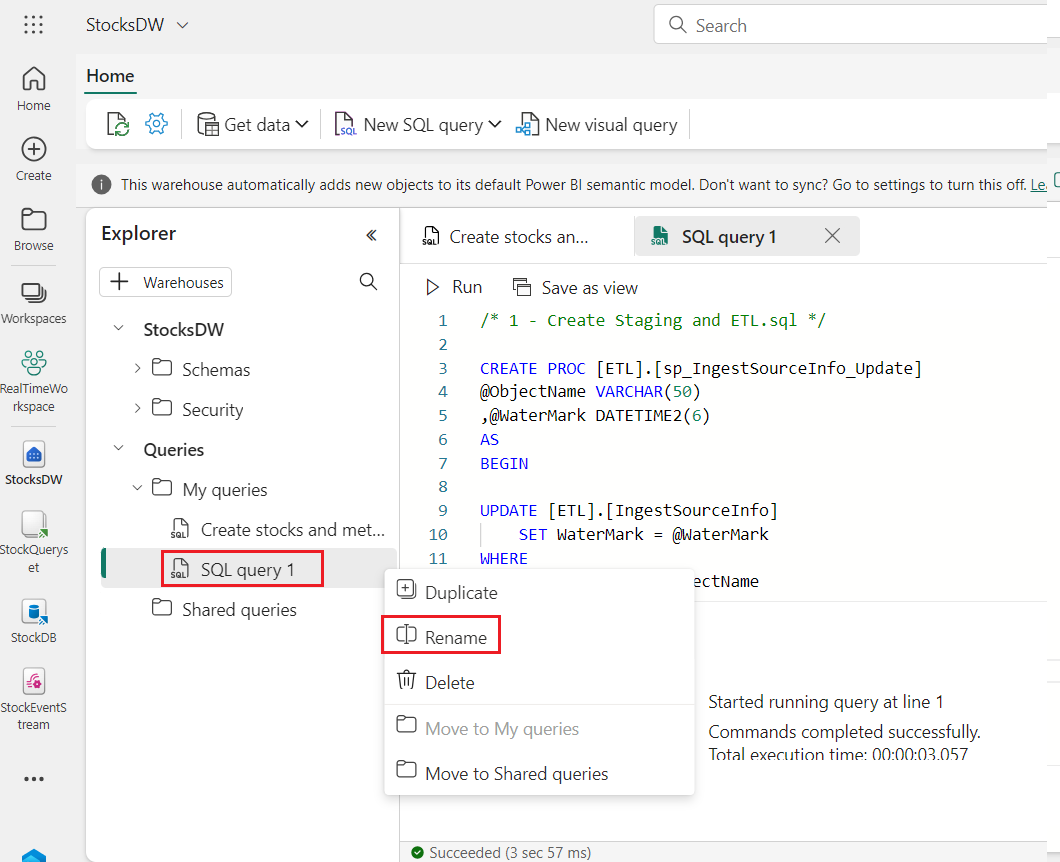 StocksDW
Search
Home
Get data
New SQL query
New visual query
This warehouse automatically adds new objects to its default Power BI semantic model. Don't want to sync? Go to settings to turn this off. Le
Home
Create
Browse
Workspaces
RealTimeWo
rkspace
StocksDW
StockQuerys
et
StockDB
StockEventS
tream
Explorer
Warehouses
StocksDW
Schemas
Security
Queries
My queries
Create stocks and met...
SQL query 1
Shared queries
Create stocks an...
SQL query 1
Run
Save as view
1 /* 1 - Create Staging and ETL.sql */
2
3 CREATE PROC [ETL].[sp_IngestSourceInfo_Update]
4 @ObjectName VARCHAR(50)
5 ,@WaterMark DATETIME2(6)
6 AS
7 BEGIN
8
9 UPDATE [ETL].[IngestSourceInfo]
10 SET WaterMark = @WaterMark
11 WHERE
ectName
Duplicate
Rename
Delete
Move to My queries
Move to Shared queries
Started running query at line 1
Commands completed successfully.
Total execution time: 00:00:03.057
Succeeded (3 sec 57 ms)